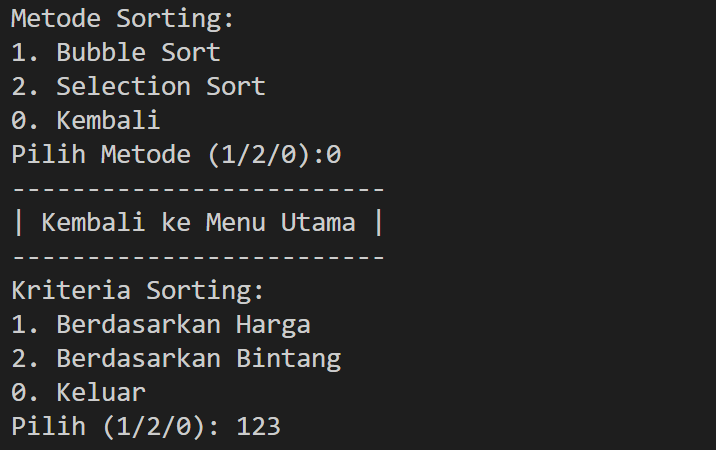 Metode Sorting:
1. Bubble Sort
2. Selection Sort
0. Kembali
Pilih Metode (1/2/0):0
-------------------------
| Kembali ke Menu Utama |
-------------------------
Kriteria Sorting:
1. Berdasarkan Harga
2. Berdasarkan Bintang
0. Keluar
Pilih (1/2/0): 123